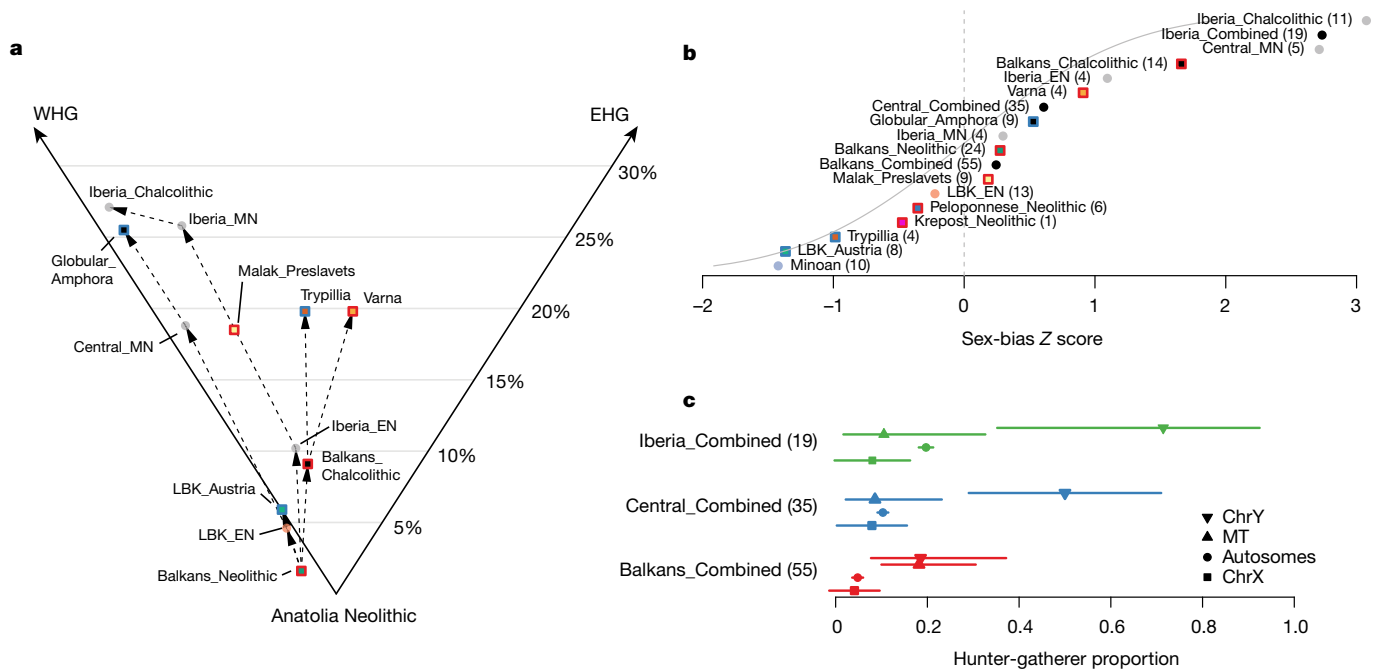 a
WHG
EHG
30%
Iberia_Chalcolithic
Iberia_MN
25%
Globular_
Amphora
Malak_Preslavets
Trypillia
Varna
20%
Central_MN
15%
Iberia_EN
10%
Balkans_
Chalcolithic
LBK_Austria
5%
LBK_EN
Balkans_Neolithic
Anatolia Neolithic
b
Iberia_Chalcolithic (11)
Iberia_Combined (19)
Central_MN (5)
Balkans_Chalcolithic (14)
Iberia_EN (4)
Varna (4)
Central_Combined (35)
Globular_Amphora (9)
Iberia_MN (4)
Balkans_Neolithic (24)
Balkans_Combined (55)
Malak_Preslavets (9)
LBK_EN (13)
Peloponnese_Neolithic (6)
Krepost_Neolithic (1)
Trypillia (4)
LBK_Austria (8)
Minoan (10)
−2 −1 0 1 2 3
Sex-bias Z score
c
Iberia_Combined (19)
Central_Combined (35)
Balkans_Combined (55)
ChrY
MT
Autosomes
ChrX
0 0.2 0.4 0.6 0.8 1.0
Hunter-gatherer proportion